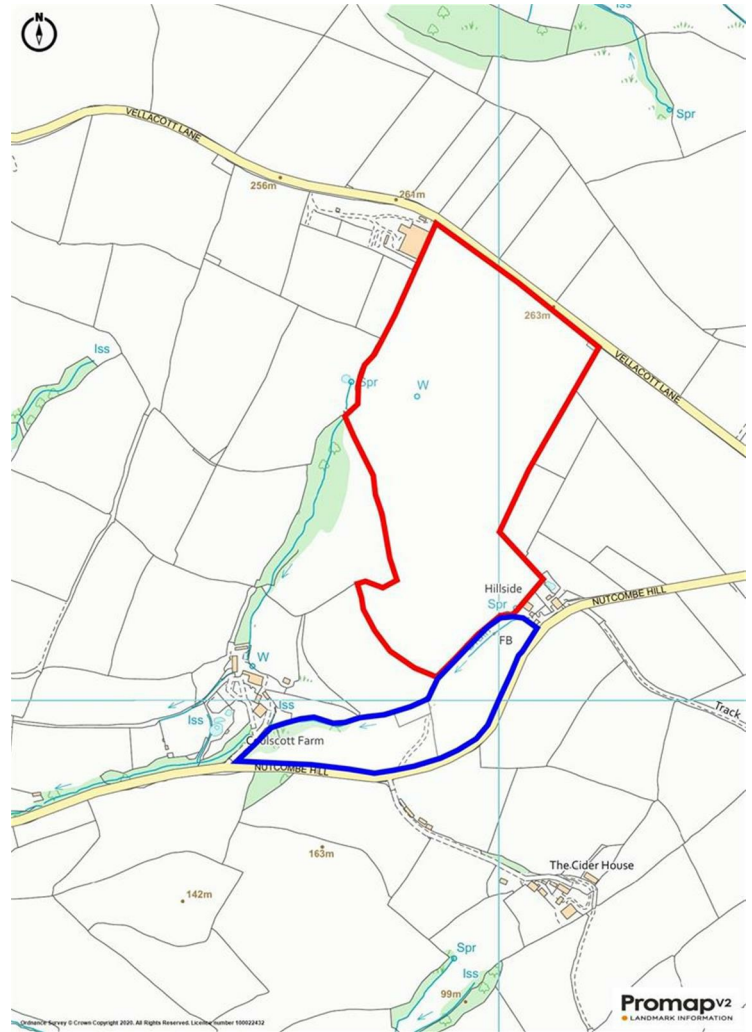 Iss
Spr
VELLACOTT LANE
256m
261m
263m
VELLACOTT LANE
Iss
Spr
W
Hillside
Spr
NUTCOMBE HILL
FB
W
Iss
Iss
Track
Coulscott Farm
NUTCOMBE HILL
163m
The Cider House
142m
Spr
Iss
99m
Promap V2
LANDMARK INFORMATION
Ordnance Survey © Crown Copyright 2020. All Rights Reserved. Licence number 100022432